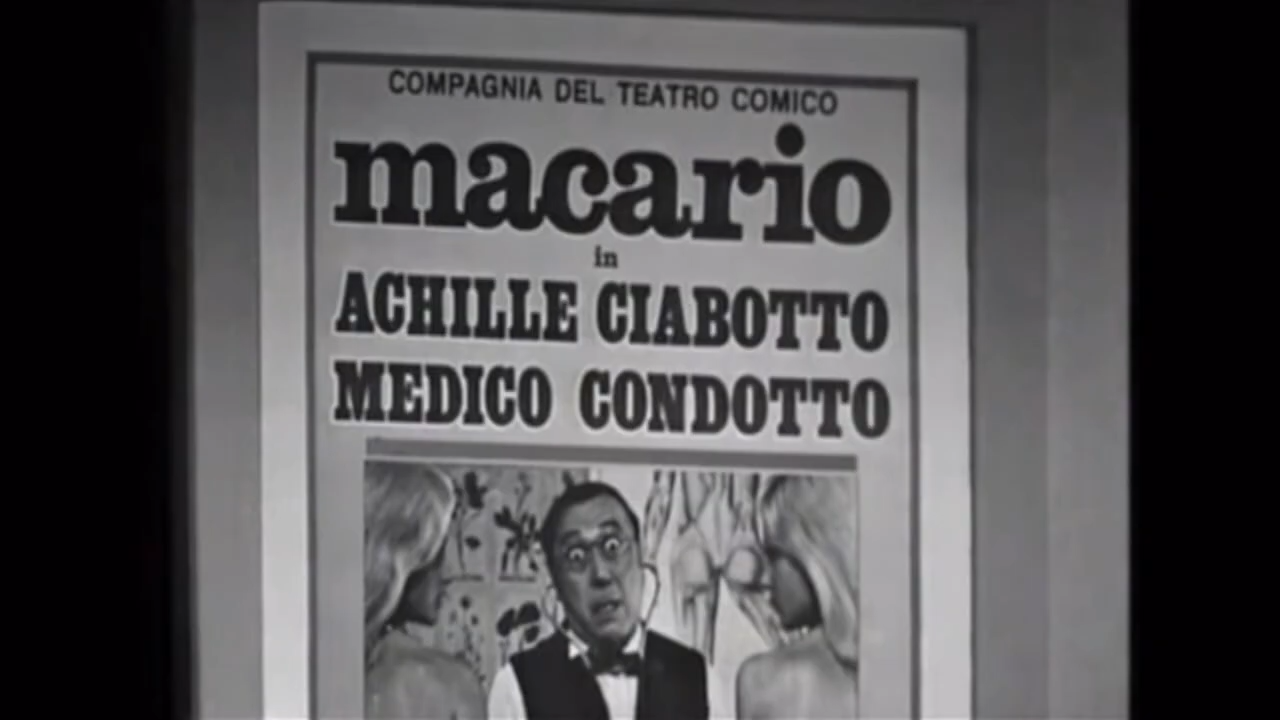 COMPAGNIA DEL TEATRO COMICO
macario
in
ACHILLE CIABOTTO
MEDICO CONDOTTO